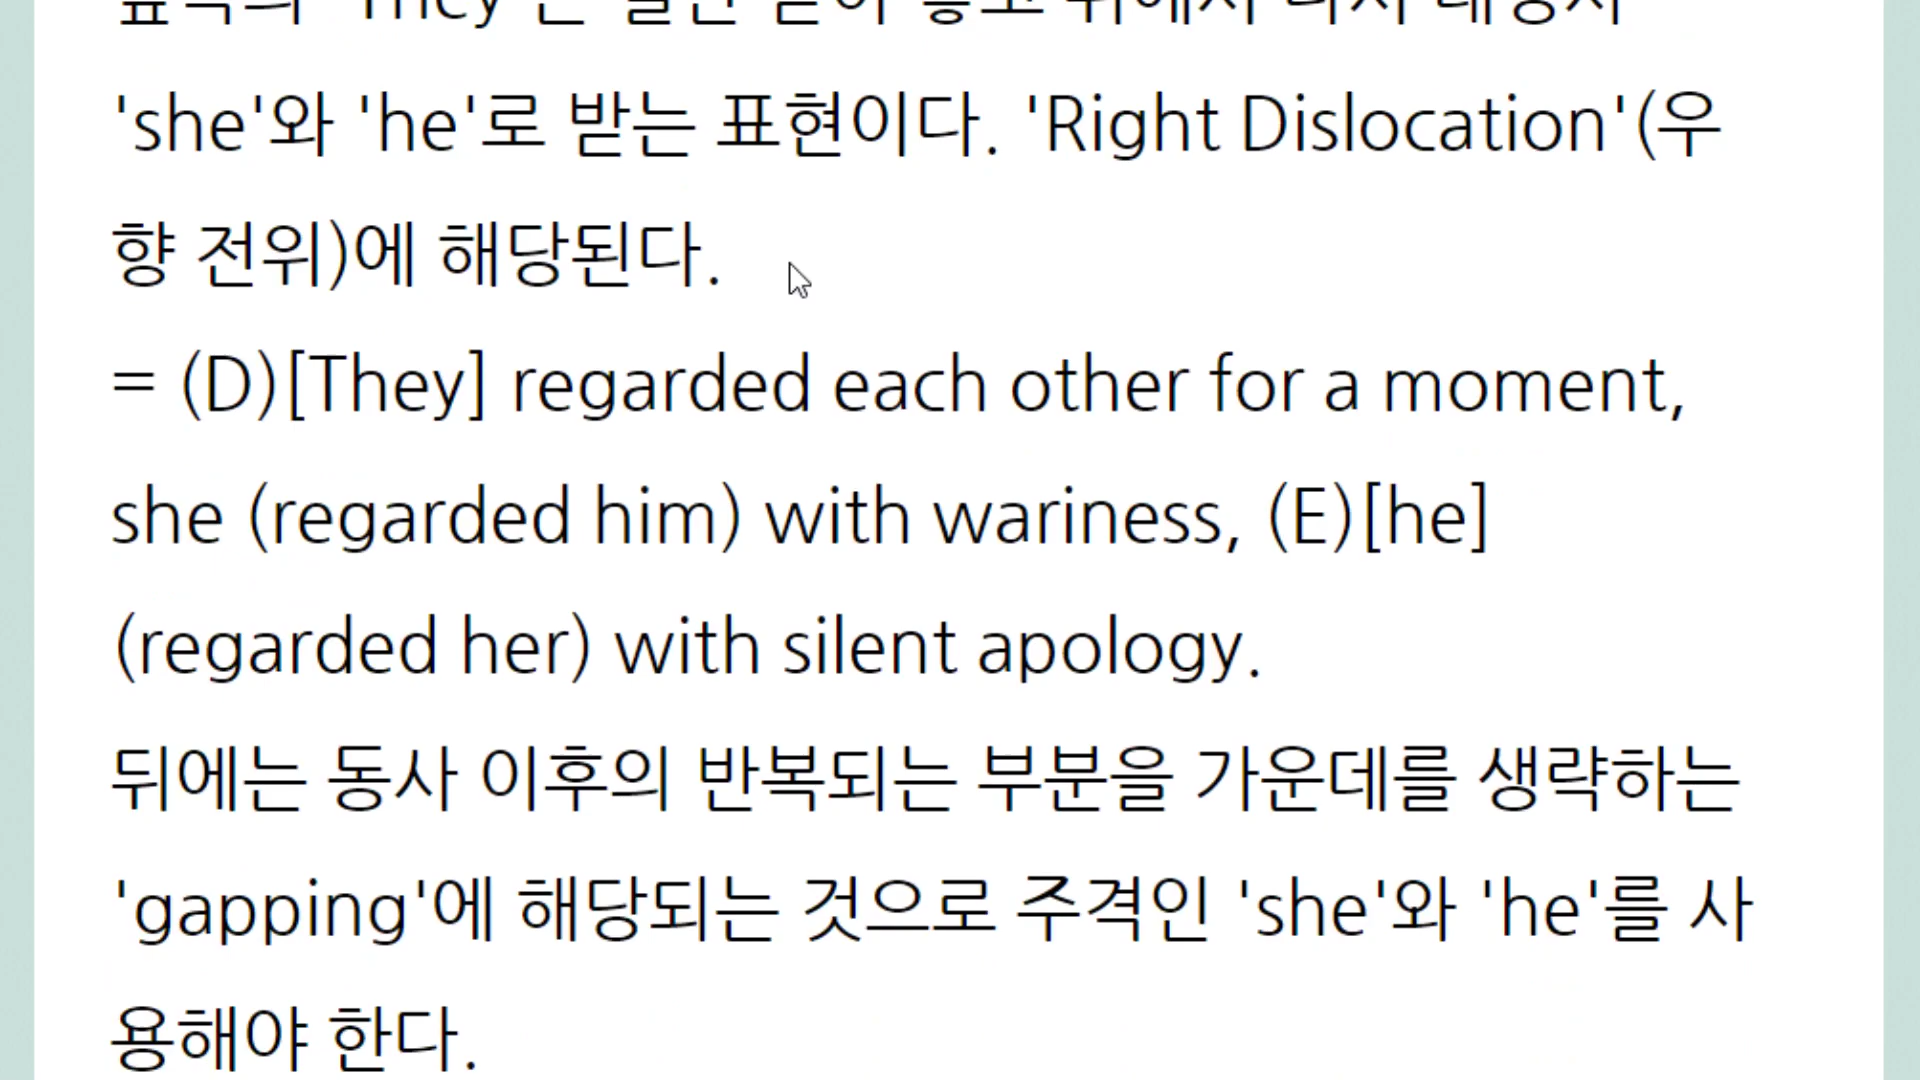 'she'와 'he'로 받는 표현이다. 'Right Dislocation'(우
향 전위)에 해당된다.
= (D)[They] regarded each other for a moment,
she (regarded him) with wariness, (E)[he]
(regarded her) with silent apology.
뒤에는 동사 이후의 반복되는 부분을 가운데를 생략하는
'gapping'에 해당되는 것으로 주격인 'she'와 'he'를 사
용해야 한다.